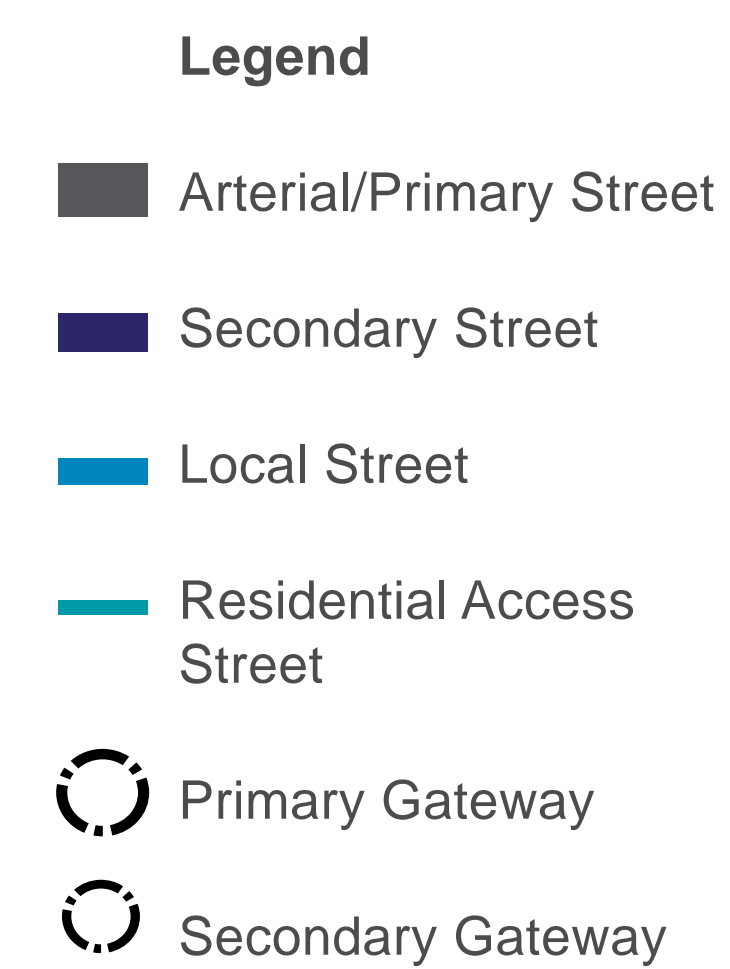 Legend
Arterial/Primary Street
Secondary Street
Local Street
Residential Access
Street
Primary Gateway
Secondary Gateway